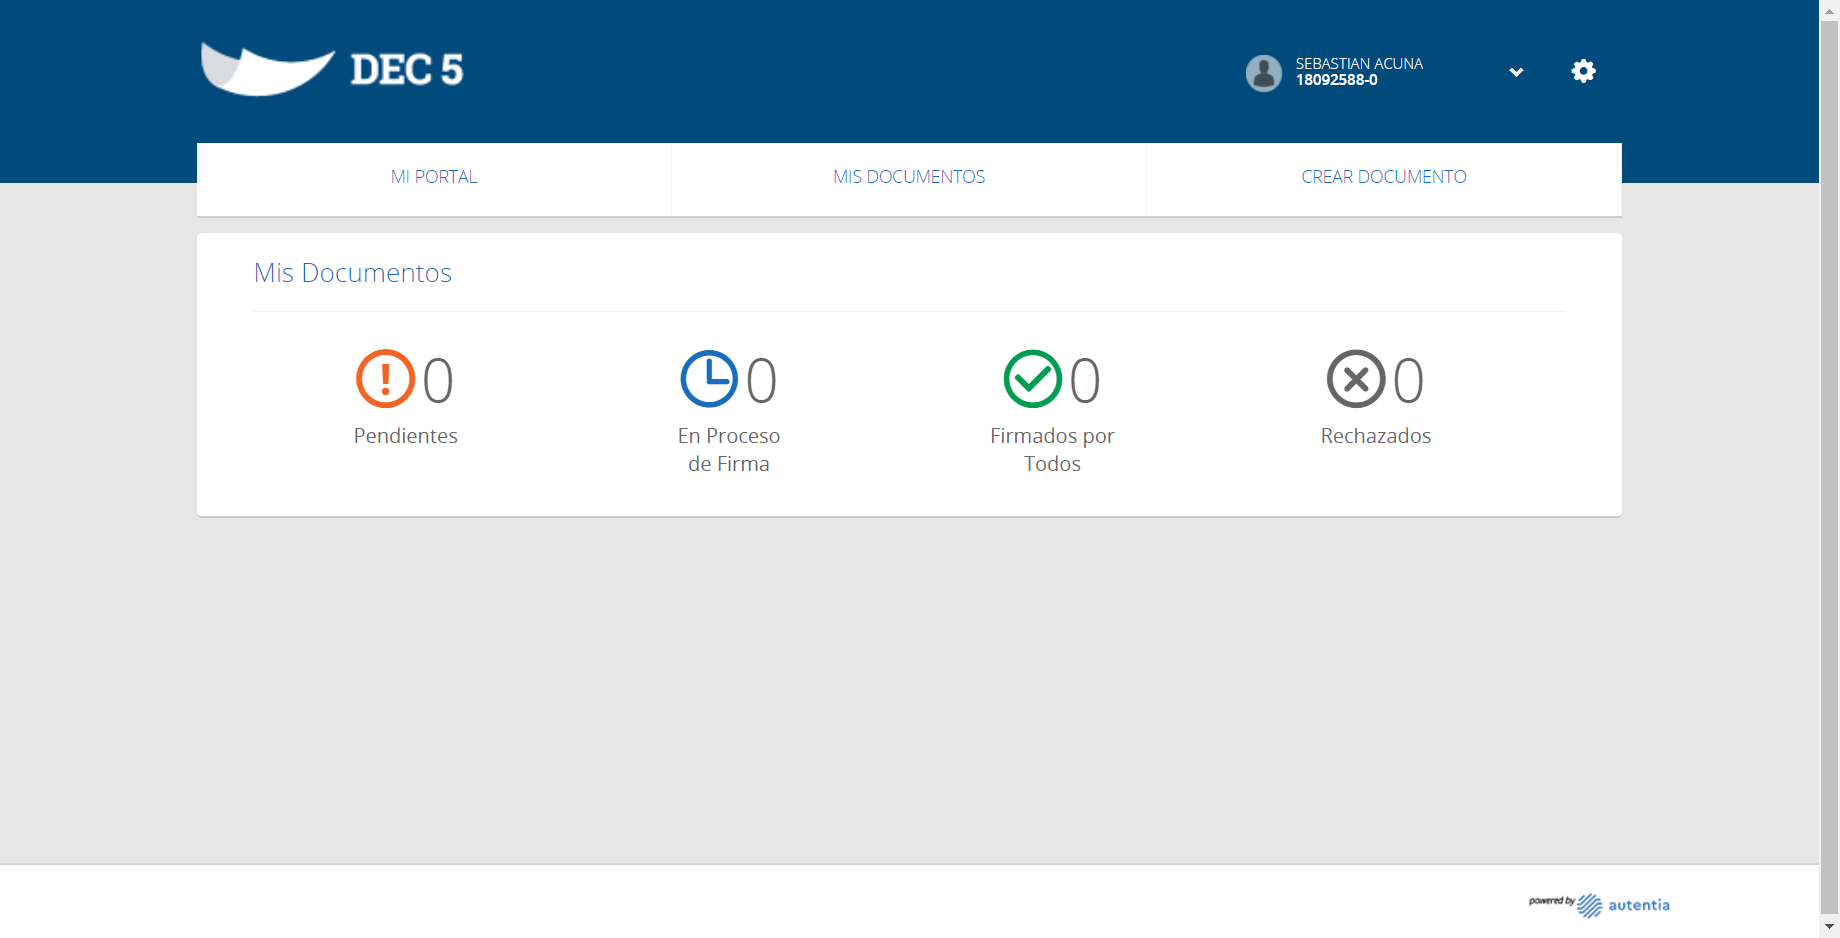 DEC 5
SEBASTIAN ACUNA
18092588-0
MI PORTAL
MIS DOCUMENTOS
CREAR DOCUMENTO
Mis Documentos
0
Pendientes
0
En Proceso
de Firma
0
Firmados por
Todos
0
Rechazados
powered by autentia